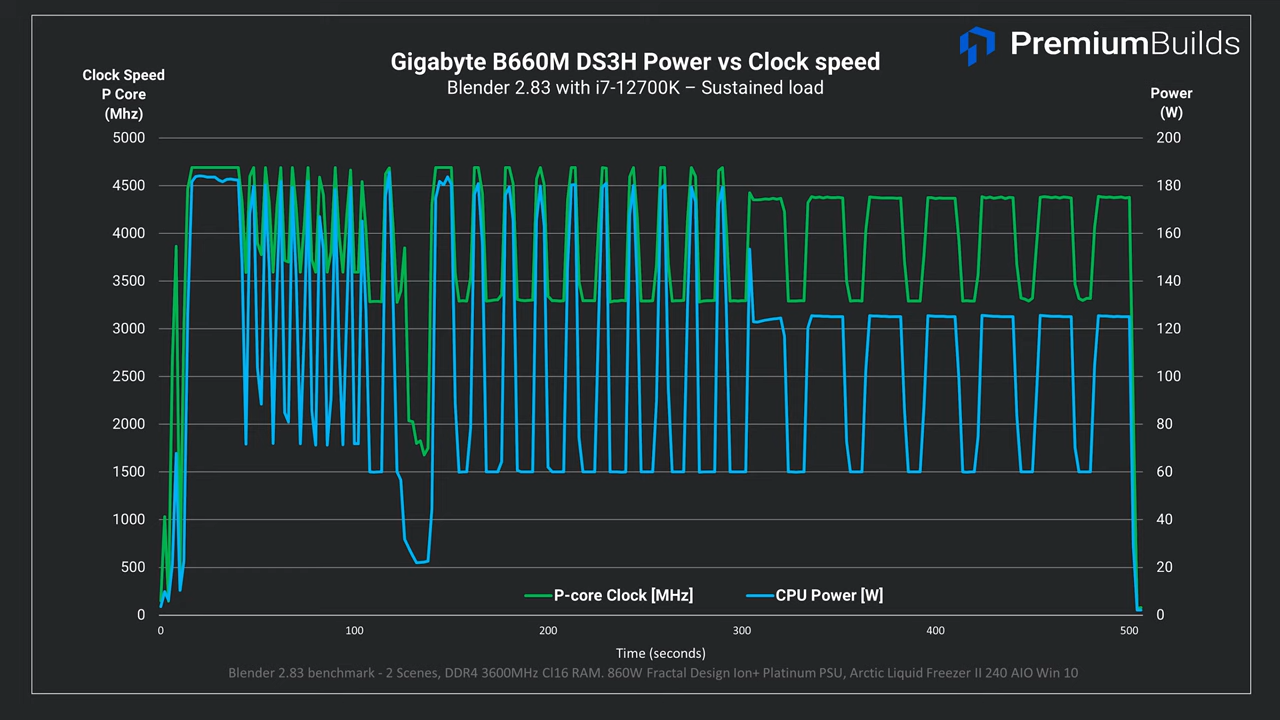 PremiumBuilds
Gigabyte B660M DS3H Power vs Clock speed
Blender 2.83 with i7-12700K – Sustained load
Clock Speed
P Core
(Mhz)
Power
(W)
5000
4500
4000
3500
3000
2500
2000
1500
1000
500
0
200
180
160
140
120
100
80
60
40
20
0
P-core Clock [MHz]
CPU Power [W]
0 100 200 300 400 500
Time (seconds)
Blender 2.83 benchmark - 2 Scenes, DDR4 3600MHz Cl16 RAM. 860W Fractal Design Ion+ Platinum PSU, Arctic Liquid Freezer II 240 AIO Win 10